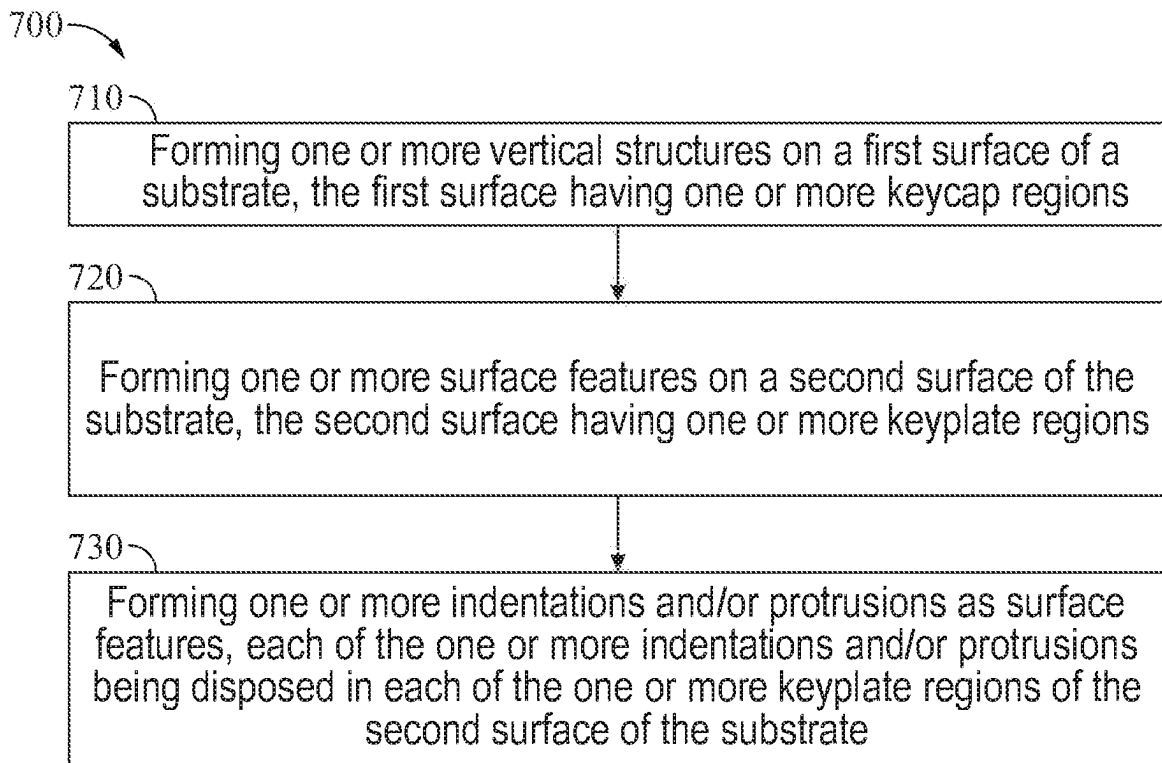 700
710
Forming one or more vertical structures on a first surface of a
substrate, the first surface having one or more keycap regions
720
Forming one or more surface features on a second surface of the
substrate, the second surface having one or more keyplate regions
730
Forming one or more indentations and/or protrusions as surface
features, each of the one or more indentations and/or protrusions
being disposed in each of the one or more keyplate regions of the
second surface of the substrate